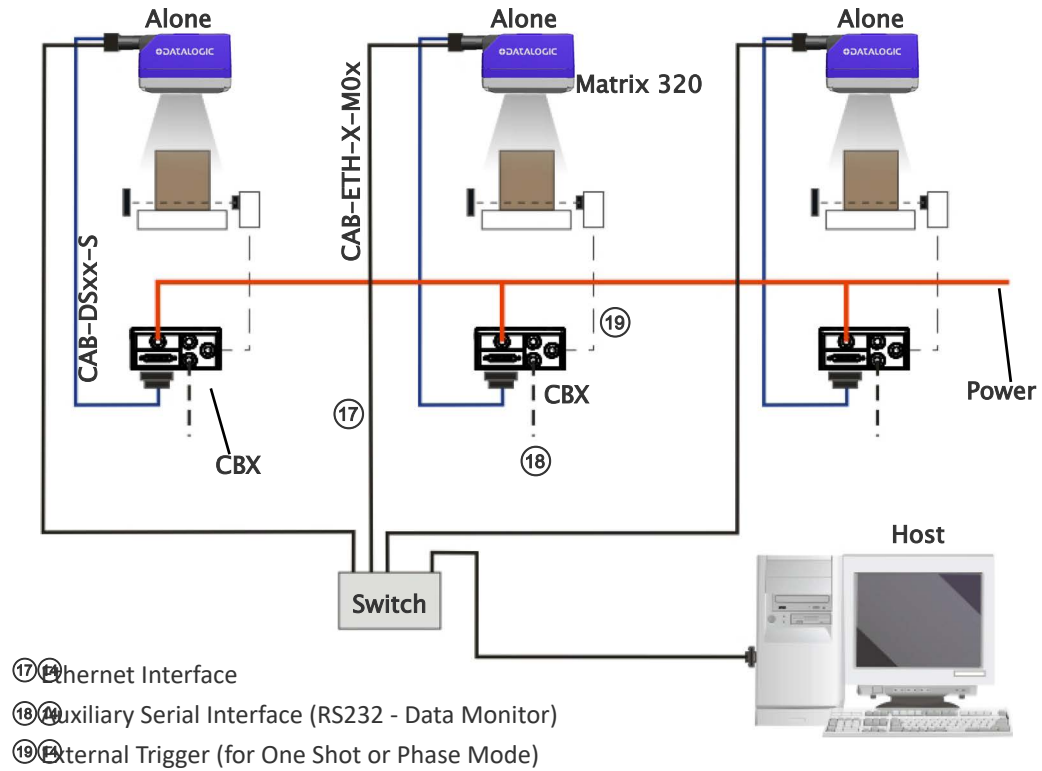 Alone
Alone
Alone
DATALOGIC
DATALOGIC
DATALOGIC
Matrix 320
CAB-ETH-X-M0x
CAB-DSxx-S
19
Power
CBX
17
18
CBX
Host
Switch
17 Ethernet Interface
18 Auxiliary Serial Interface (RS232 - Data Monitor)
19 External Trigger (for One Shot or Phase Mode)